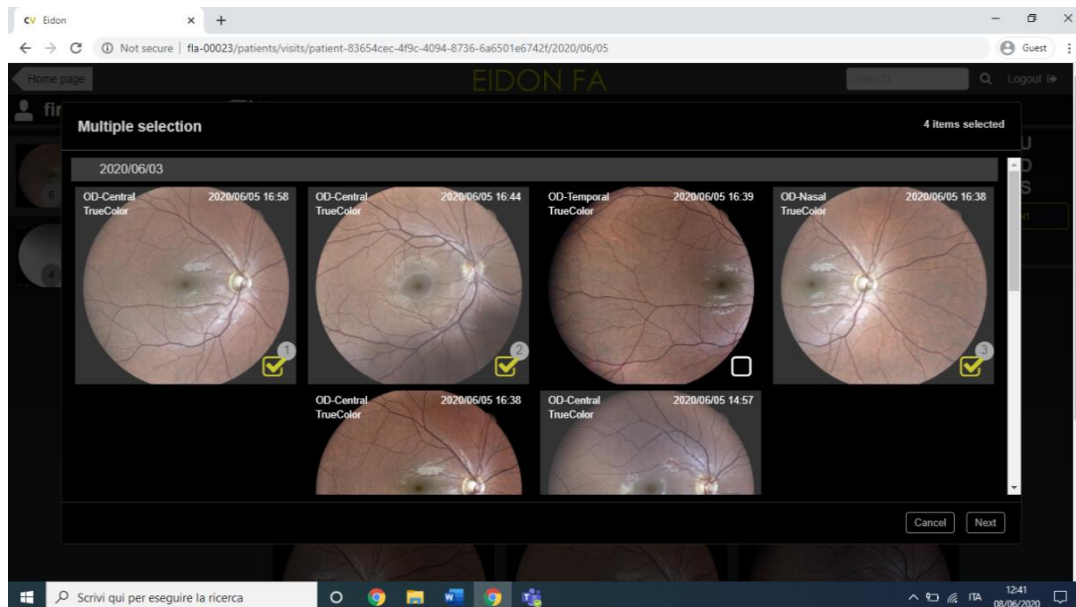 CV Eidon × +
Not secure | fla-00023/patients/visits/patient-83654cec-4f9c-4094-8736-6a6501e6742f/2020/06/05
Guest
Home page EIDON FA Search Logout
fir
Multiple selection 4 items selected
2020/06/03
OD-Central 2020/06/05 16:58
TrueColor
1
OD-Central 2020/06/05 16:44
TrueColor
2
OD-Temporal 2020/06/05 16:39
TrueColor
OD-Nasal 2020/06/05 16:38
TrueColor
3
OD-Central 2020/06/05 16:38
TrueColor
OD-Central 2020/06/05 14:57
TrueColor
6
4
U
D
S
Cancel Next
Scrivi qui per eseguire la ricerca
ITA
12:41
08/06/2020